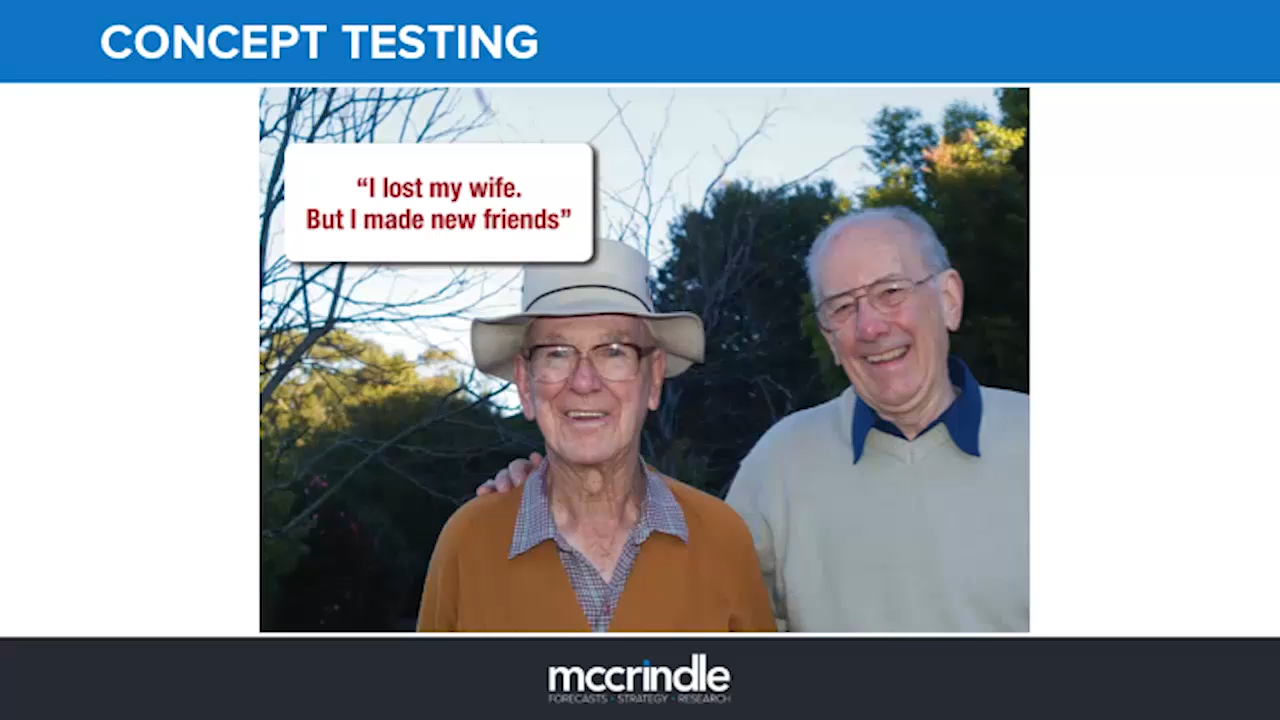 CONCEPT TESTING
“I lost my wife.
But I made new friends”
mccrindle
FORECASTS • STRATEGY • RESEARCH